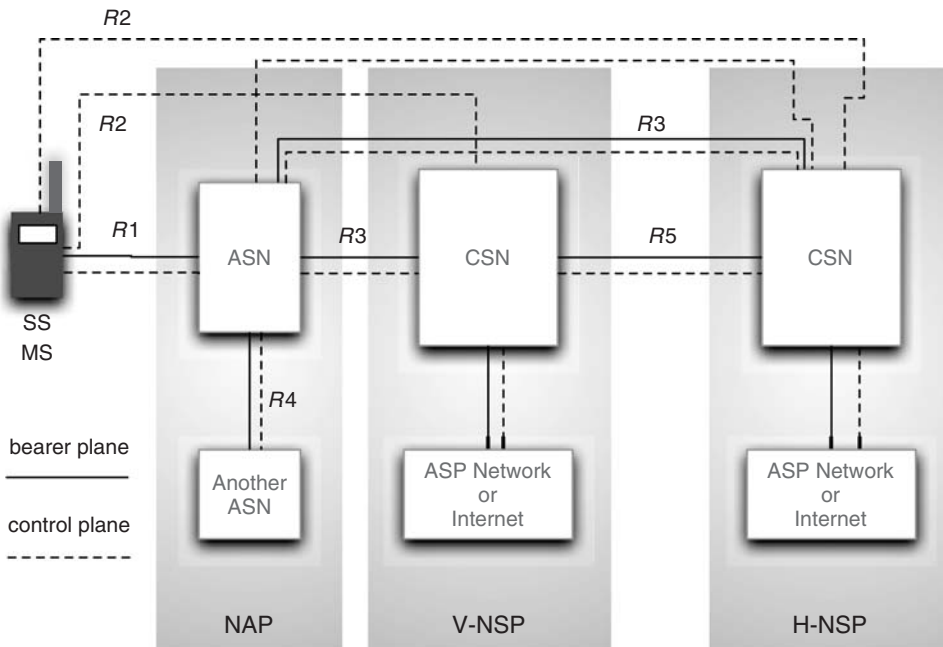 R2
R2
R3
R1
ASN
R3
CSN
R5
CSN
SS
MS
R4
bearer plane
Another
ASN
ASP Network
or
Internet
ASP Network
or
Internet
control plane
NAP
V-NSP
H-NSP